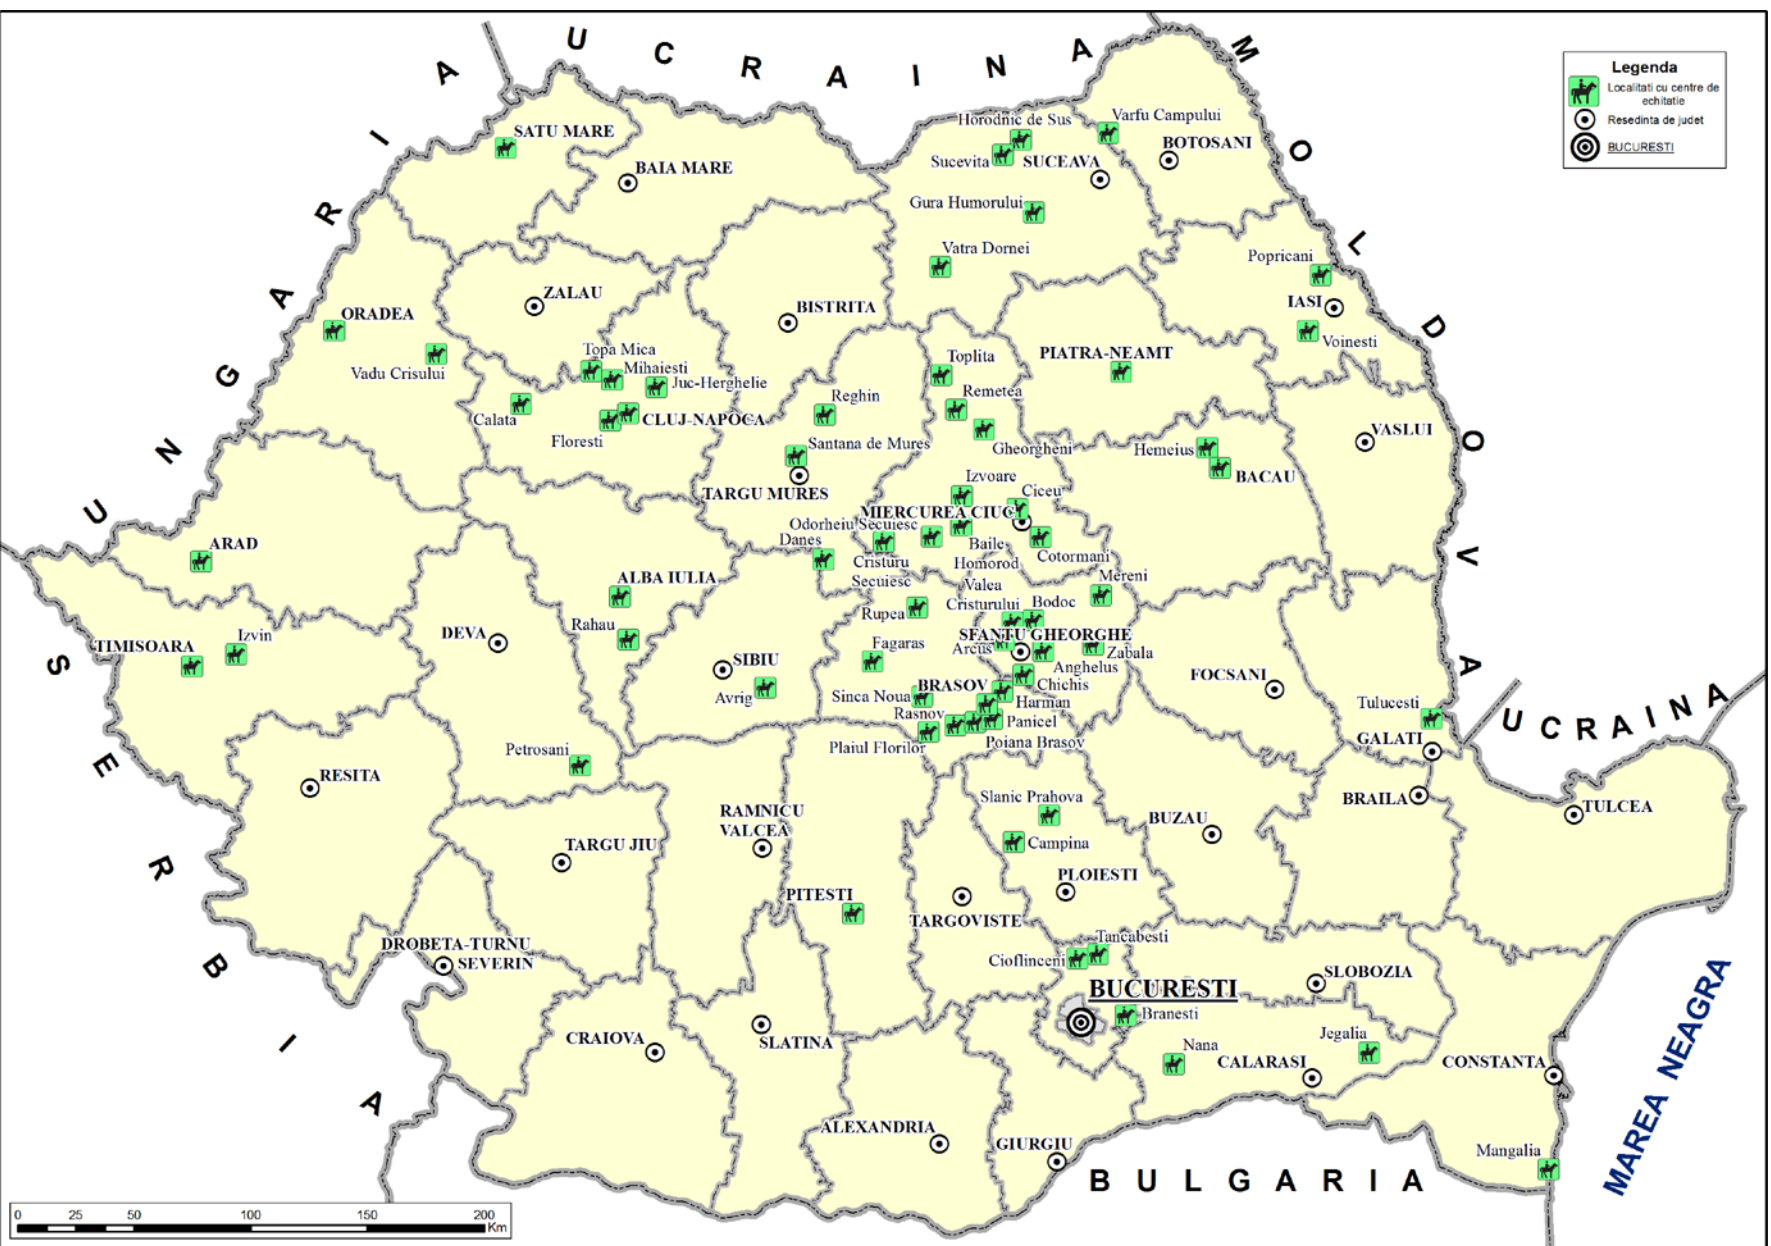 UCRAINA
MOLDOVA
UNGARIA
SERBIA
UCRAINA
BULGARIA
MAREA NEAGRA
Legenda
Localitati cu centre de
echitatie
Resedinta de judet
BUCURESTI
SATU MARE
BAIA MARE
Horodnic de Sus
Varfu Campului
Sucevita
SUCEAVA
BOTOSANI
Gura Humorului
Vatra Dornei
Popricani
ZALAU
BISTRITA
IASI
ORADEA
Voinesti
Vadu Crisului
Topa Mica
Mihaiesti
Juc-Herghelie
Toplita
PIATRA-NEAMT
Calata
CLUJ-NAPOCA
Floresti
Reghin
Remetea
Gheorgheni
VASLUI
Santana de Mures
Hemeius
BACAU
TARGU MURES
Izvoare
Ciceu
MIERCUREA CIUC
Odorheiu Secuiesc
Danes
Cristuru
Secuiesc
Baile
Homorod
Cotormani
ARAD
ALBA IULIA
Mereni
Valea
Cristurului
Bodoc
Rupea
Rahau
DEVA
TIMISOARA
Izvin
SFANTU GHEORGHE
Arcus
Zabala
Fagaras
Anghelus
SIBIU
Avrig
Chichis
BRASOV
Sinca Noua
Harman
Rasnov
Panicel
Plaiul Florilor
Poiana Brasov
FOCSANI
Tulucesti
GALATI
Petrosani
RESITA
Slanic Prahova
BRAILA
TULCEA
RAMNICU
VALCEA
BUZAU
TARGU JIU
Campina
PLOIESTI
PITESTI
TARGOVISTE
DROBETA-TURNU
SEVERIN
Tancabesti
Cioflinceni
SLOBOZIA
BUCURESTI
Branesti
CRAIOVA
SLATINA
Nana
Jegalia
CALARASI
CONSTANTA
ALEXANDRIA
GIURGIU
Mangalia
0 25 50 100 150 200
Km